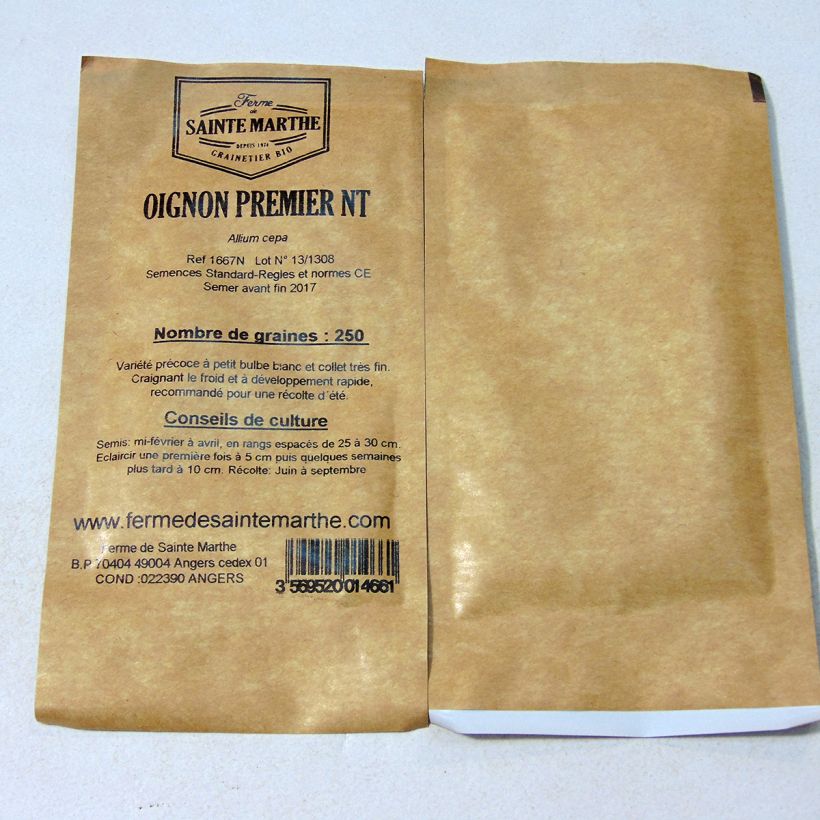 Ferme
de
SAINTE MARTHE
DEPUIS 1974
GRAINETIER BIO
OIGNON PREMIER NT
Allium cepa
Ref 1667N Lot N° 13/1308
Semences Standard-Regles et normes CE
Semer avant fin 2017
Nombre de graines : 250
Variété précoce à petit bulbe blanc et collet très fin.
Craignant le froid et à développement rapide,
recommandé pour une récolte d'été.
Conseils de culture
Semis: mi-février à avril, en rangs espacés de 25 à 30 cm.
Eclaircir une première fois à 5 cm puis quelques semaines
plus tard à 10 cm. Récolte: Juin à septembre
www.fermedesaintemarthe.com
Ferme de Sainte Marthe
B.P 70404 49004 Angers cedex 01
COND :022390 ANGERS
3 569520 014661